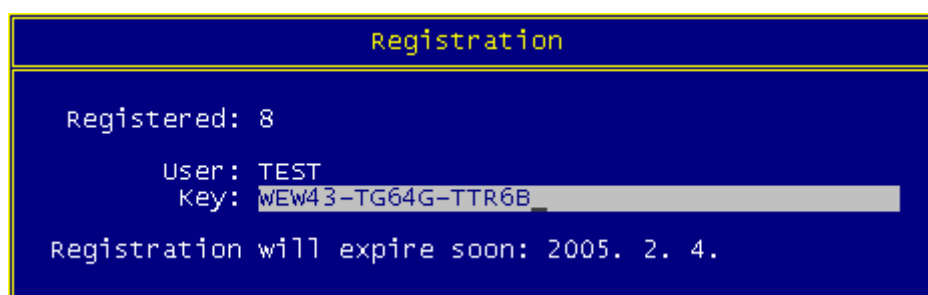 Registration
Registered: 8
User: TEST
Key: WEW43-TG64G-TTR6B_
Registration will expire soon: 2005. 2. 4.